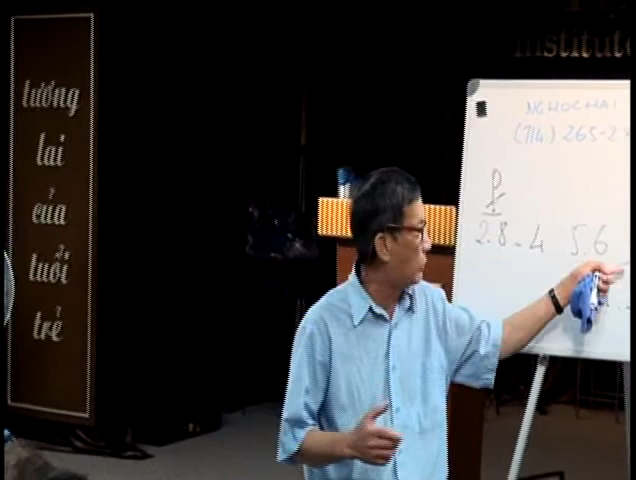 tương
lai
của
tuổi
trẻ
Institute
NGHOCHAI
(714) 265-2
2.8 - 4 5.6